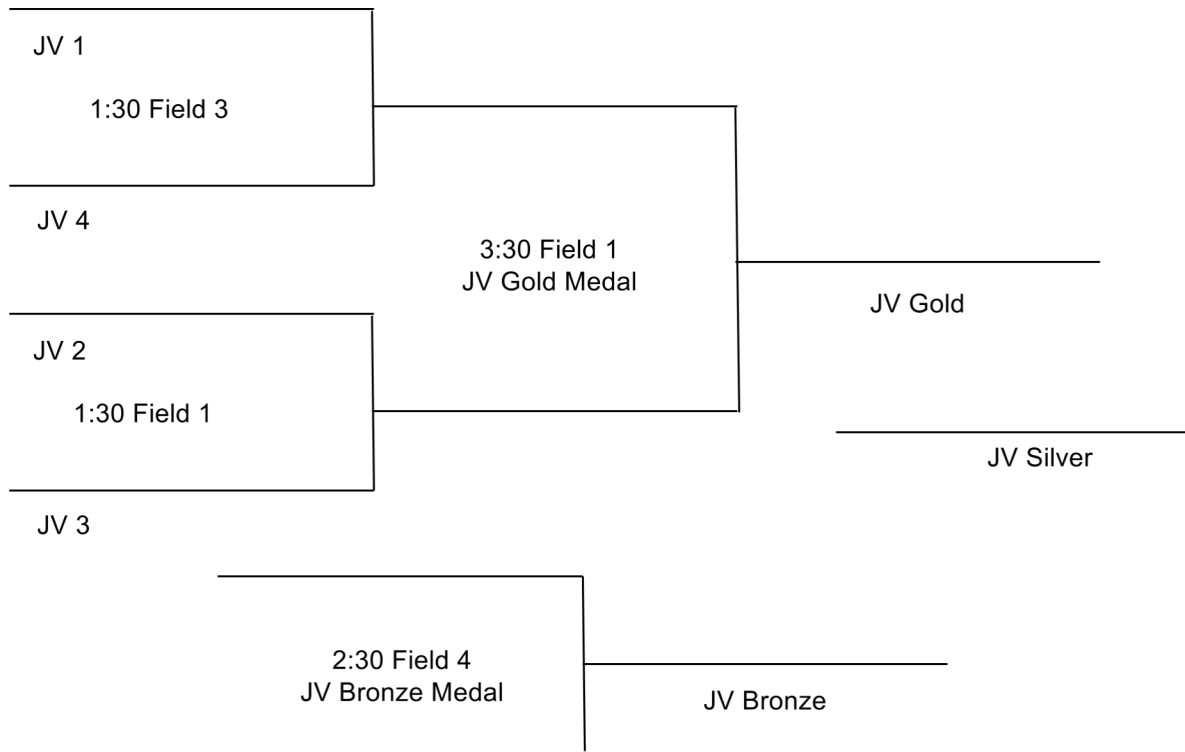 JV 1
1:30 Field 3
JV 4
3:30 Field 1
JV Gold Medal
JV Gold
JV 2
1:30 Field 1
JV Silver
JV 3
2:30 Field 4
JV Bronze Medal
JV Bronze